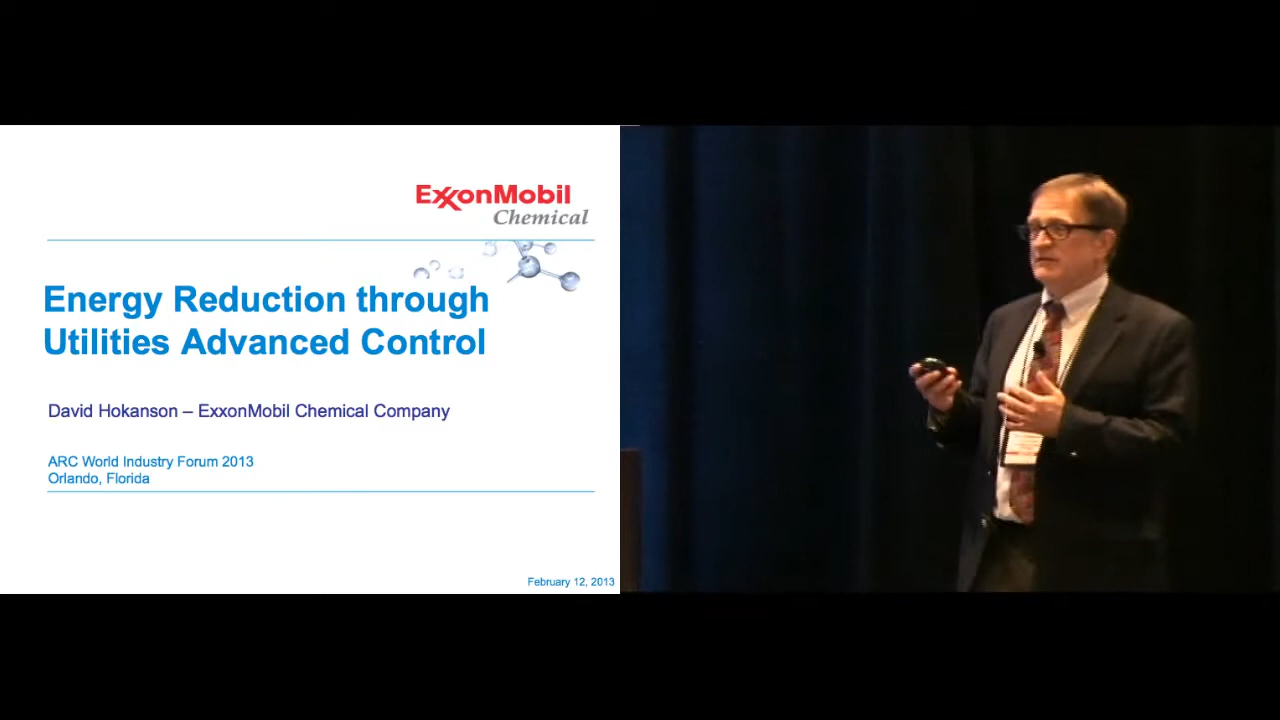 ExxonMobil
Chemical
Energy Reduction through
Utilities Advanced Control
David Hokanson – ExxonMobil Chemical Company
ARC World Industry Forum 2013
Orlando, Florida
February 12, 2013